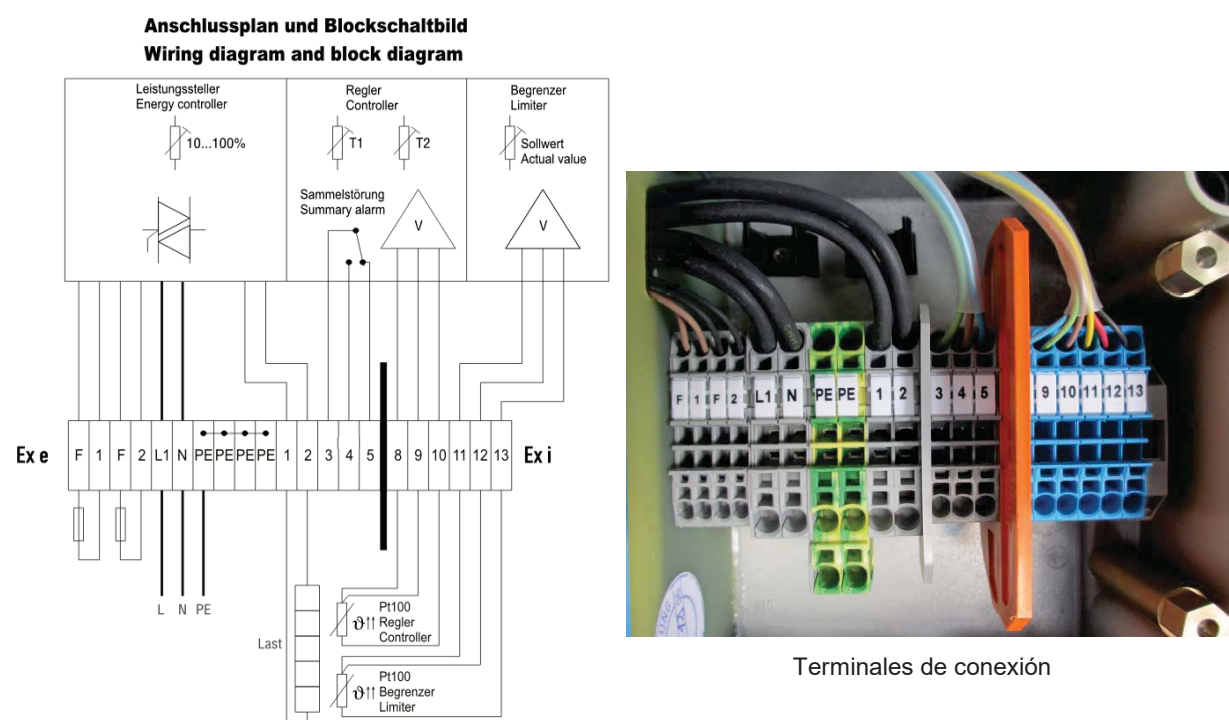 Anschlussplan und Blockschaltbild
Wiring diagram and block diagram
Leistungssteller
Energy controller
10...100%
Regler
Controller
T1
T2
Sammelstörung
Summary alarm
V
Begrenzer
Limiter
Sollwert
Actual value
V
Ex e
F 1 F 2 L1 N PE PE PE PE 1 2 3 4 5 8 9 10 11 12 13
Ex i
L N PE
Last
Pt100
Regler
Controller
ϑ↑↑
Pt100
Begrenzer
Limiter
ϑ↑↑
F 1 F 2 L1 N PE PE 1 2 3 4 5 9 10 11 12 13
Terminales de conexión